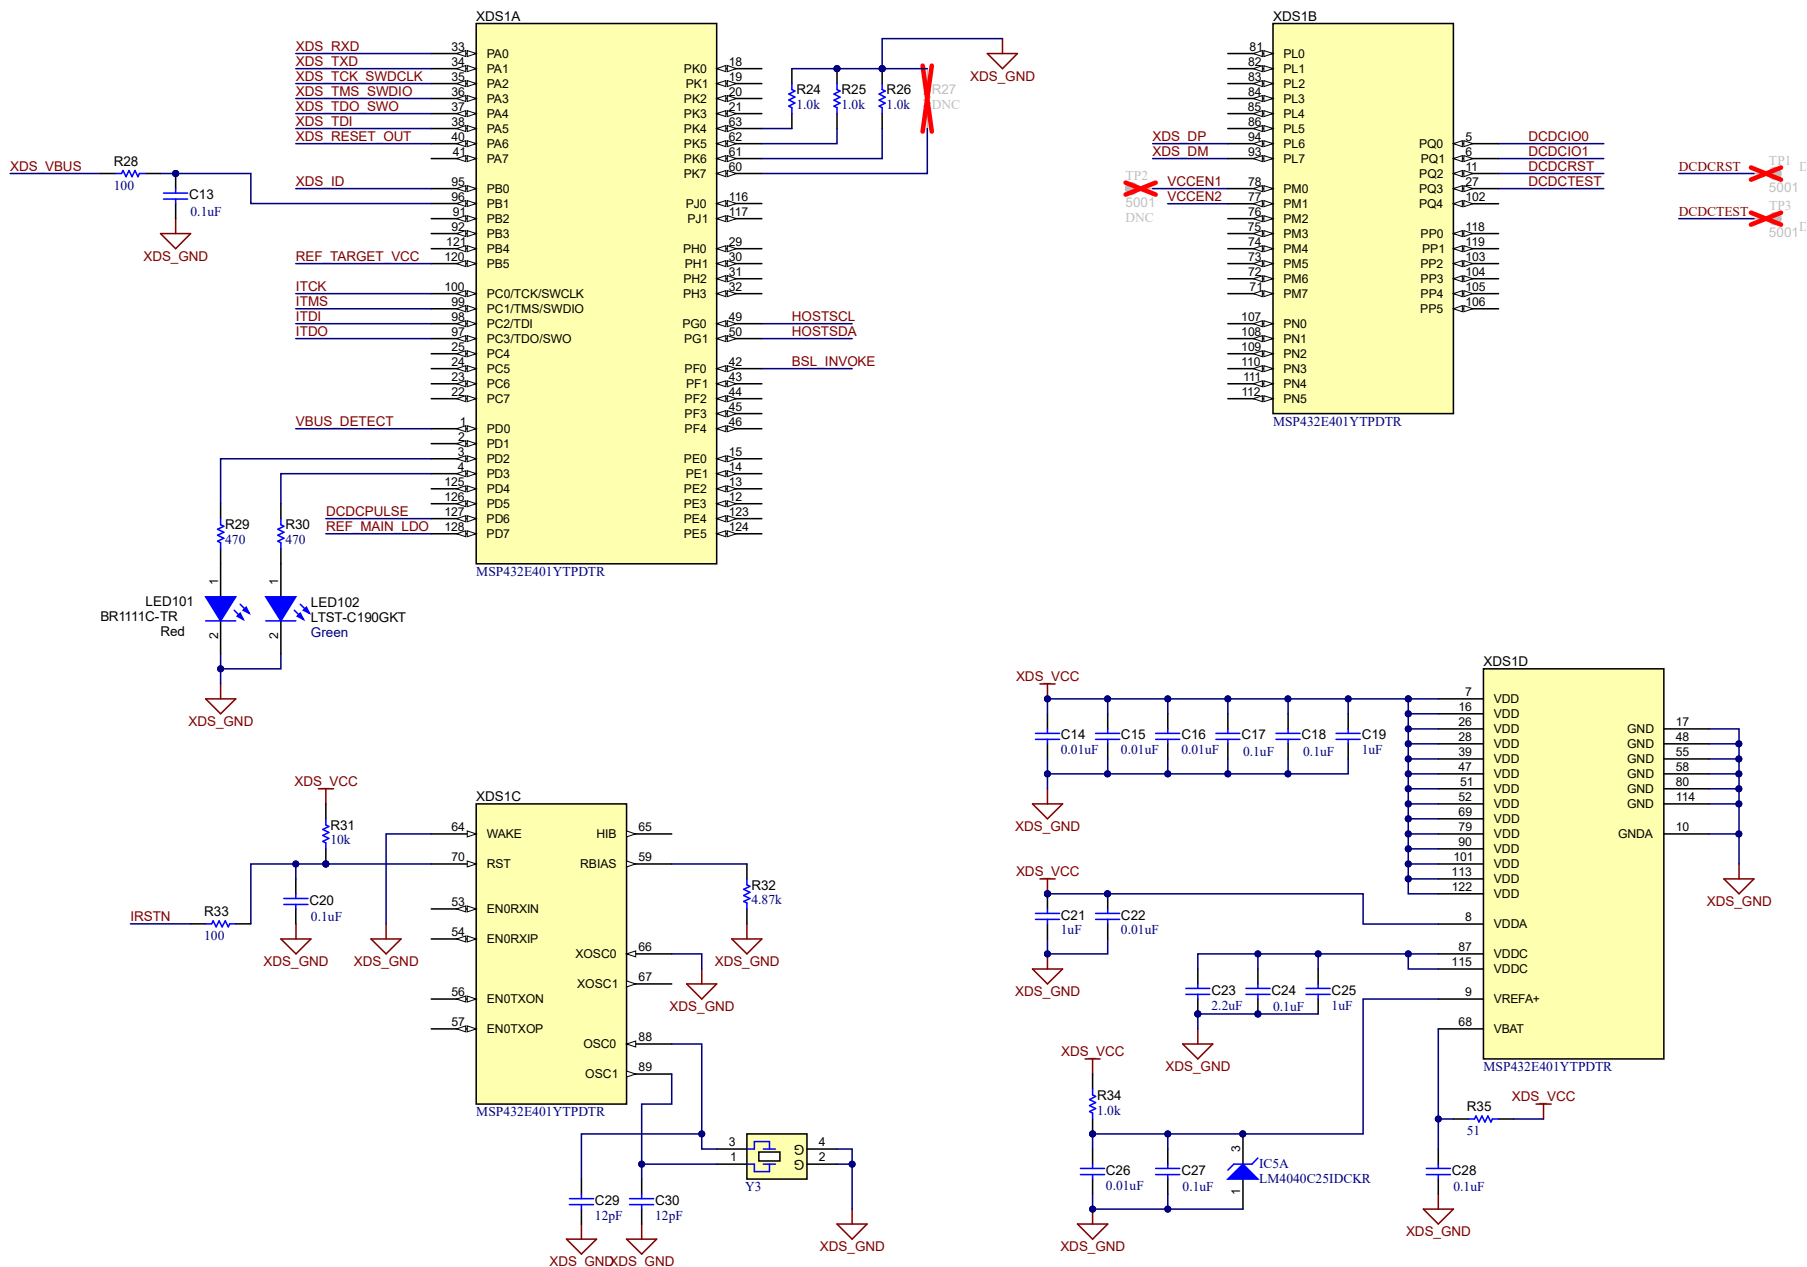 XDS1A
XDS_RXD 33 PA0
XDS_TXD 34 PA1
XDS_TCK_SWDCLK 35 PA2
XDS_TMS_SWDIO 36 PA3
XDS_TDO_SWO 37 PA4
XDS_TDI 38 PA5
XDS_RESET_OUT 40 PA6
41 PA7
XDS_ID 95 PB0
96 PB1
91 PB2
92 PB3
121 PB4
REF_TARGET_VCC 120 PB5
ITCK 100 PC0/TCK/SWCLK
ITMS 99 PC1/TMS/SWDIO
ITDI 98 PC2/TDI
ITDO 97 PC3/TDO/SWO
25 PC4
24 PC5
23 PC6
22 PC7
VBUS_DETECT 1 PD0
2 PD1
3 PD2
4 PD3
125 PD4
126 PD5
DCDCPULSE 127 PD6
REF_MAIN_LDO 128 PD7
PK0 18
PK1 19
PK2 20
PK3 21
PK4 63
PK5 62
PK6 61
PK7 60
PJ0 116
PJ1 117
PH0 29
PH1 30
PH2 31
PH3 32
PG0 49 HOSTSCL
PG1 50 HOSTSDA
PF0 42 BSL_INVOKE
PF1 43
PF2 44
PF3 45
PF4 46
PE0 15
PE1 14
PE2 13
PE3 12
PE4 123
PE5 124
MSP432E401YTPDTR
XDS_VBUS
R28
100
C13
0.1uF
XDS_GND
R24
1.0k
R25
1.0k
R26
1.0k
R27
DNC
XDS_GND
R29
470
R30
470
1
1
LED101
BR1111C-TR
Red
LED102
LTST-C190GKT
Green
2
2
XDS_GND
XDS1B
81 PL0
82 PL1
83 PL2
84 PL3
85 PL4
86 PL5
XDS_DP 94 PL6
XDS_DM 93 PL7
VCCEN1 78 PM0
VCCEN2 77 PM1
76 PM2
75 PM3
74 PM4
73 PM5
72 PM6
71 PM7
107 PN0
108 PN1
109 PN2
110 PN3
111 PN4
112 PN5
PQ0 5 DCDCIO0
PQ1 6 DCDCIO1
PQ2 11 DCDCRST
PQ3 27 DCDCTEST
PQ4 102
PP0 118
PP1 119
PP2 103
PP3 104
PP4 105
PP5 106
MSP432E401YTPDTR
TP2
5001
DNC
DCDCRST
TP1
5001
DCDCTEST
TP3
5001
XDS1C
64 WAKE
70 RST
53 EN0RXIN
54 EN0RXIP
56 EN0TXON
57 EN0TXOP
HIB 65
RBIAS 59
XOSC0 66
XOSC1 67
OSC0 88
OSC1 89
MSP432E401YTPDTR
XDS_VCC
R31
10k
IRSTN
R33
100
C20
0.1uF
XDS_GND
XDS_GND
R32
4.87k
XDS_GND
XDS_GND
3 G 4
1 G 2
Y3
C29
12pF
C30
12pF
XDS_GND
XDS_GND
XDS_GND
XDS1D
7 VDD
16 VDD
26 VDD
28 VDD
39 VDD
47 VDD
51 VDD
52 VDD
69 VDD
79 VDD
90 VDD
101 VDD
113 VDD
122 VDD
8 VDDA
87 VDDC
115 VDDC
9 VREFA+
68 VBAT
GND 17
GND 48
GND 55
GND 58
GND 80
GND 114
GNDA 10
XDS_GND
MSP432E401YTPDTR
XDS_VCC
C14
0.01uF
C15
0.01uF
C16
0.01uF
C17
0.1uF
C18
0.1uF
C19
1uF
XDS_GND
XDS_VCC
C21
1uF
C22
0.01uF
XDS_GND
C23
2.2uF
C24
0.1uF
C25
1uF
XDS_GND
XDS_VCC
R34
1.0k
C26
0.01uF
C27
0.1uF
3
IC5A
LM4040C25IDCKR
1
XDS_GND
XDS_VCC
R35
51
C28
0.1uF
XDS_GND